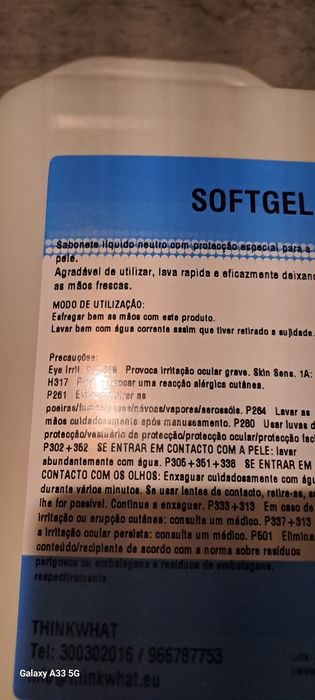 SOFTGEL
Sabonete líquido neutro com protecção especial para a
pele.
Agradável de utilizar, lava rapida e eficazmente deixando
as mãos frescas.
MODO DE UTILIZAÇÃO:
Esfregar bem as mãos com este produto.
Lavar bem com água corrente assim que tiver retirado a sujidade.
Precauções:
Eye Irrit. 319 Provoca irritação ocular grave. Skin Sens. 1A:
H317 provocar uma reacção alérgica cutânea.
P261 as
poeiras/fumos/gases/névoas/vapores/aerossóis. P264 Lavar as
mãos cuidadosamente após manuseamento. P280 Usar luvas d
protecção/vestuário de protecção/protecção ocular/protecção fac
P302+352 SE ENTRAR EM CONTACTO COM A PELE: lavar
abundantemente com água. P305+351+338 SE ENTRAR EM
CONTACTO COM OS OLHOS: Enxaguar cuidadosamente com águ
durante vários minutos. Se usar lentes de contacto, retire-as, se
lhe for possível. Continue a enxaguar. P333+313 Em caso de
irritação ou erupção cutânea: consulte um médico. P337+313
a irritação ocular persista: consulte um médico. P501 Elimina
conteúdo/recipiente de acordo com a norma sobre resíduos
perigosos ou embalagens e resíduos de embalagens,
respectivamente.
THINKWHAT
Tel: 300302016 / 966787753
info@thinkwhat.eu
Galaxy A33 5G